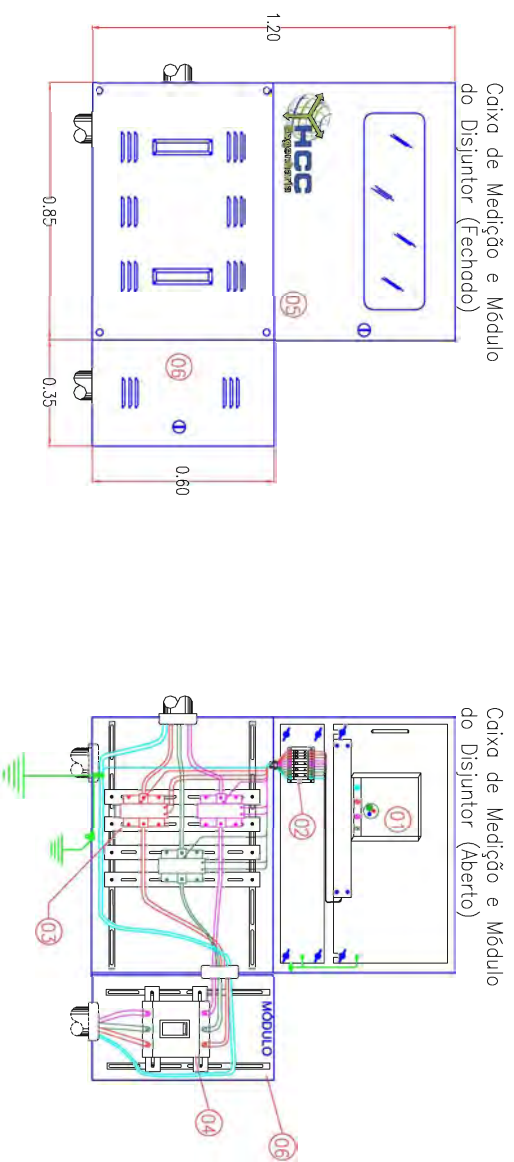 Caixa de Medição e Módulo
do Disjuntor (Fechado)
1.20
HCC
Engenharia
05
06
0.85
0.35
0.60
Caixa de Medição e Módulo
do Disjuntor (Aberto)
01
02
03
MÓDULO
04
06